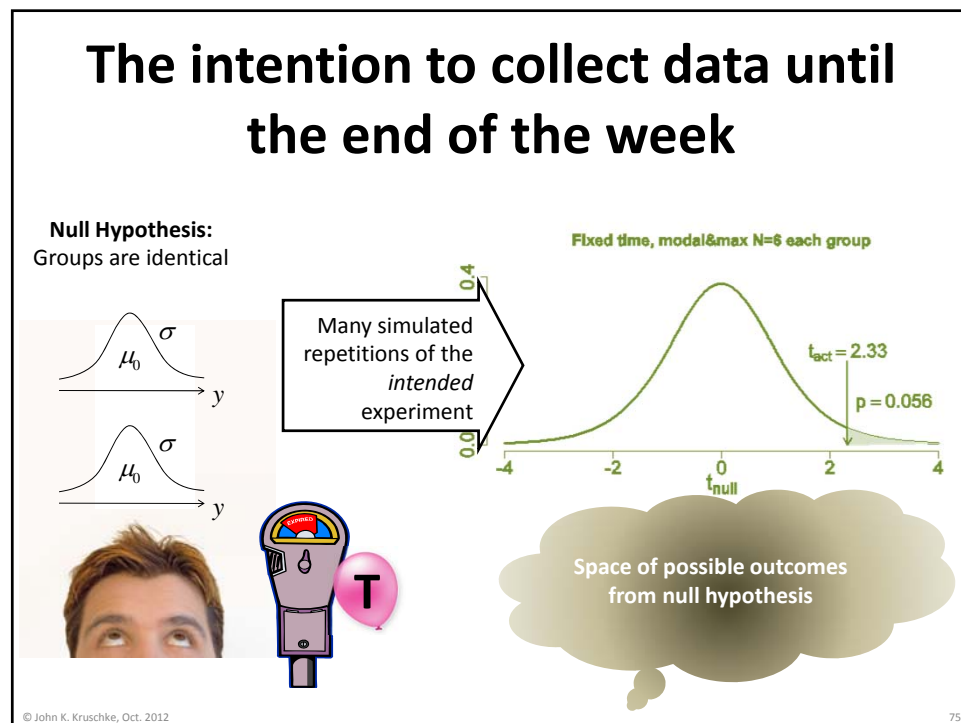 The intention to collect data until
the end of the week
Null Hypothesis:
Groups are identical
σ
μ0
y
σ
μ0
y
Many simulated
repetitions of the
intended
experiment
Fixed time, modal&max N=6 each group
0.4
0.0
tact = 2.33
p = 0.056
-4 -2 0 2 4
tnull
EXPIRED
T
Space of possible outcomes
from null hypothesis
© John K. Kruschke, Oct. 2012
75